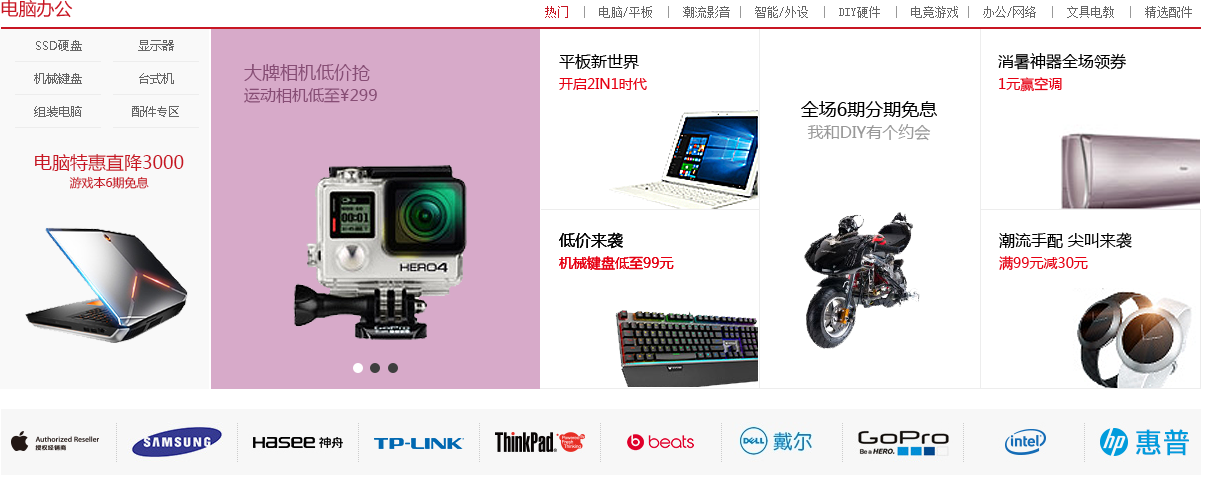 电脑办公
热门 | 电脑/平板 | 潮流影音 | 智能/外设 | DIY硬件 | 电竞游戏 | 办公/网络 | 文具电教 | 精选配件
SSD硬盘 显示器
机械键盘 台式机
组装电脑 配件专区
电脑特惠直降3000
游戏本6期免息
大牌相机低价抢
运动相机低至¥299
00:01
HERO4
GoPro
平板新世界
开启2IN1时代
低价来袭
机械键盘低至99元
全场6期分期免息
我和DIY有个约会
消暑神器全场领券
1元赢空调
潮流手配 尖叫来袭
满99元减30元
Authorized Reseller
授权经销商
SAMSUNG
HASEE 神舟
TP-LINK
ThinkPad
Powered by
Fresh
Thinking
beats
DELL 戴尔
GoPro
Be a HERO.
intel
hp 惠普